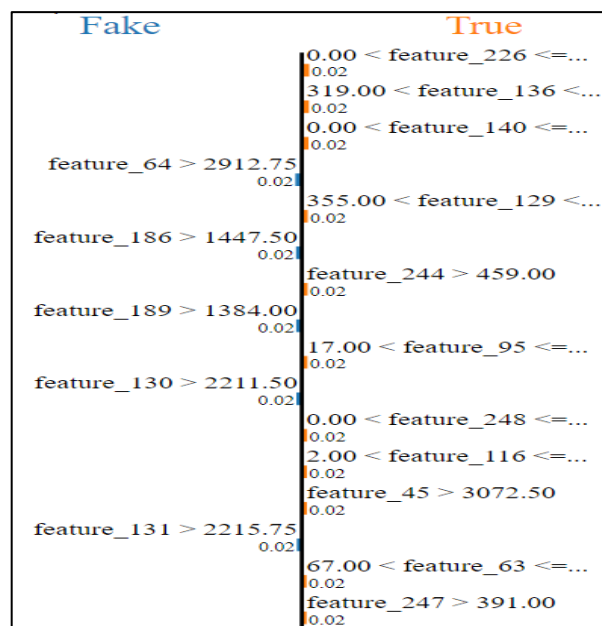 Fake True
0.00 < feature_226 <=...
0.02
319.00 < feature_136 <...
0.02
0.00 < feature_140 <=...
0.02
feature_64 > 2912.75
0.02
355.00 < feature_129 <...
0.02
feature_186 > 1447.50
0.02
feature_244 > 459.00
0.02
feature_189 > 1384.00
0.02
17.00 < feature_95 <=...
0.02
feature_130 > 2211.50
0.02
0.00 < feature_248 <=...
0.02
2.00 < feature_116 <=...
0.02
feature_45 > 3072.50
0.02
feature_131 > 2215.75
0.02
67.00 < feature_63 <=...
0.02
feature_247 > 391.00
0.02